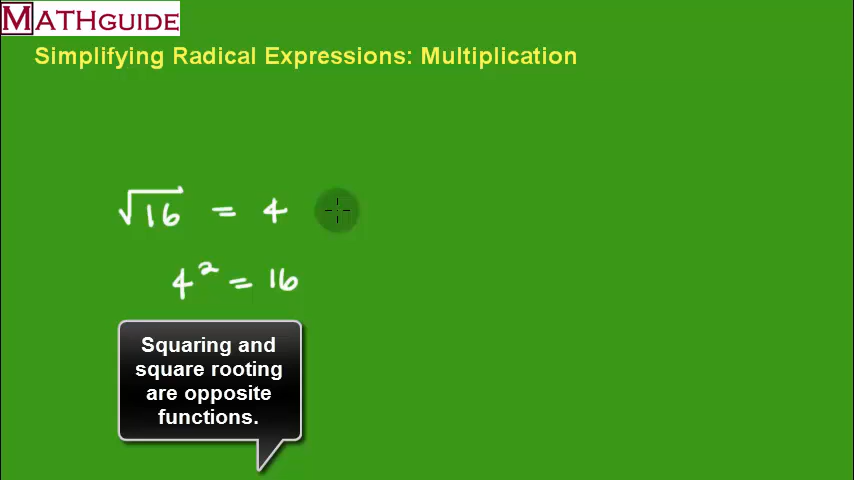 MATHGUIDE
Simplifying Radical Expressions: Multiplication
√16 = 4
4² = 16
Squaring and
square rooting
are opposite
functions.